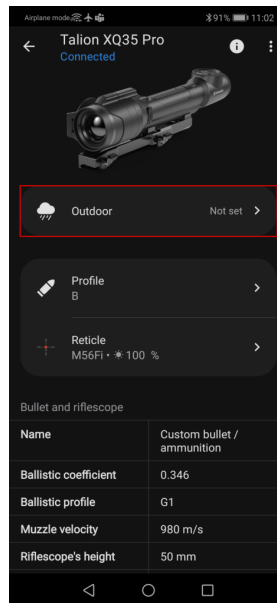 Airplane mode 91% 11:02
Talion XQ35 Pro
Connected
Outdoor Not set
Profile
B
Reticle
M56Fi • 100 %
Bullet and riflescope
Name Custom bullet /
ammunition
Ballistic coefficient 0.346
Ballistic profile G1
Muzzle velocity 980 m/s
Riflescope's height 50 mm